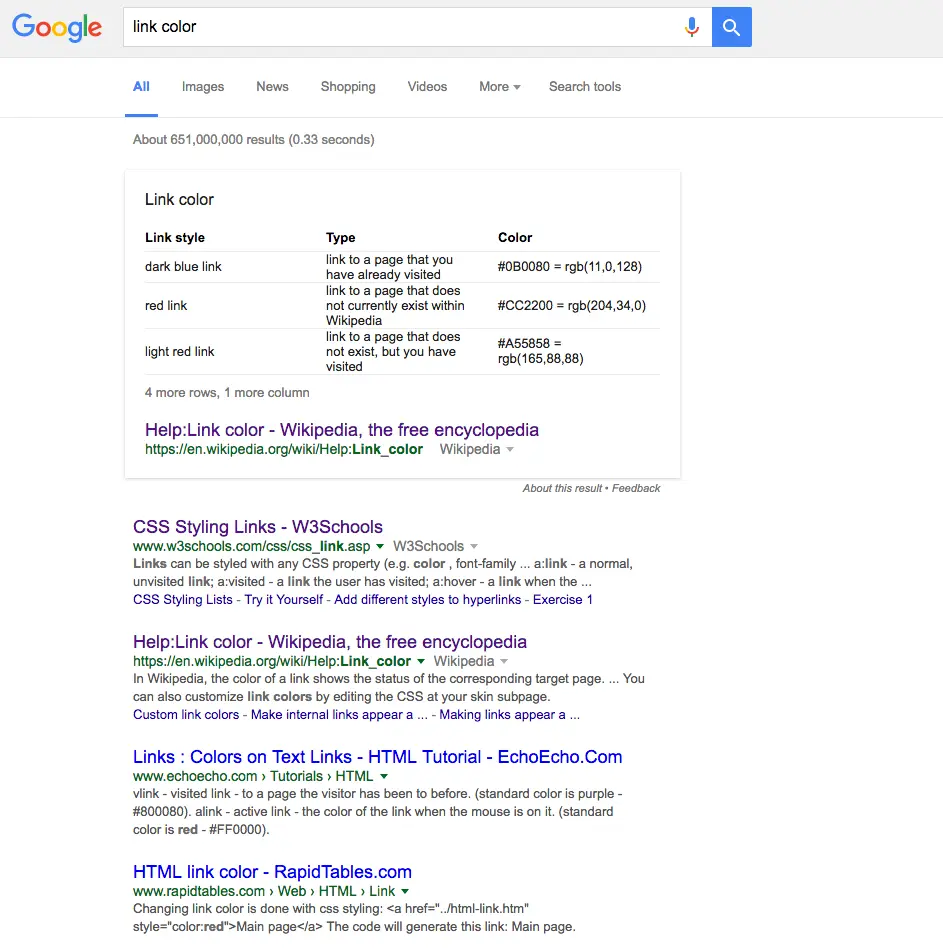 Google link color
All Images News Shopping Videos More Search tools
About 651,000,000 results (0.33 seconds)
Link color
Link style Type Color
dark blue link link to a page that you have already visited #0B0080 = rgb(11,0,128)
red link link to a page that does not currently exist within Wikipedia #CC2200 = rgb(204,34,0)
light red link link to a page that does not exist, but you have visited #A55858 = rgb(165,88,88)
4 more rows, 1 more column
Help:Link color - Wikipedia, the free encyclopedia
https://en.wikipedia.org/wiki/Help:Link_color Wikipedia
About this result • Feedback
CSS Styling Links - W3Schools
www.w3schools.com/css/css_link.asp W3Schools
Links can be styled with any CSS property (e.g. color , font-family ... a:link - a normal,
unvisited link; a:visited - a link the user has visited; a:hover - a link when the ...
CSS Styling Lists - Try it Yourself - Add different styles to hyperlinks - Exercise 1
Help:Link color - Wikipedia, the free encyclopedia
https://en.wikipedia.org/wiki/Help:Link_color Wikipedia
In Wikipedia, the color of a link shows the status of the corresponding target page. ... You
can also customize link colors by editing the CSS at your skin subpage.
Custom link colors - Make internal links appear a ... - Making links appear a ...
Links : Colors on Text Links - HTML Tutorial - EchoEcho.Com
www.echoecho.com › Tutorials › HTML
vlink - visited link - to a page the visitor has been to before. (standard color is purple -
#800080). alink - active link - the color of the link when the mouse is on it. (standard
color is red - #FF0000).
HTML link color - RapidTables.com
www.rapidtables.com › Web › HTML › Link
Changing link color is done with css styling: <a href="../html-link.htm"
style="color:red">Main page</a> The code will generate this link: Main page.